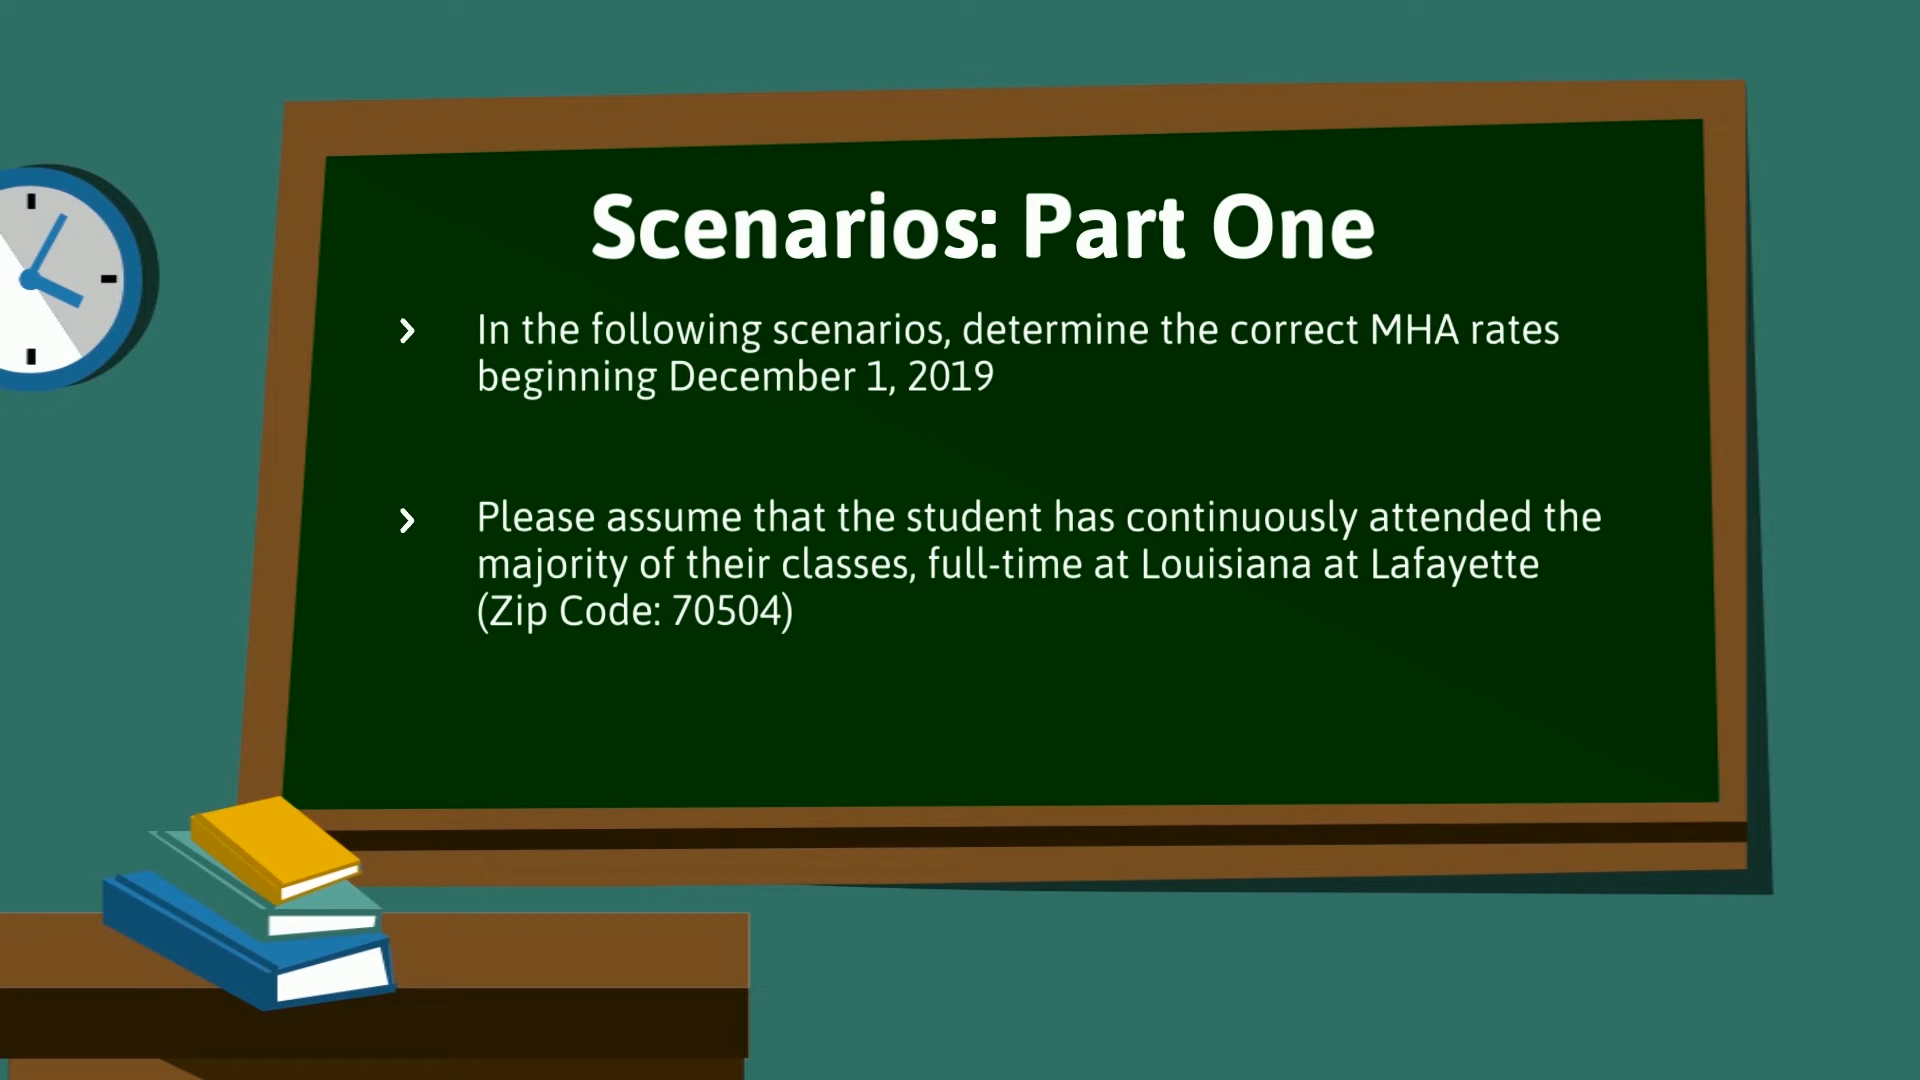 Scenarios: Part One
In the following scenarios, determine the correct MHA rates
beginning December 1, 2019
Please assume that the student has continuously attended the
majority of their classes, full-time at Louisiana at Lafayette
(Zip Code: 70504)